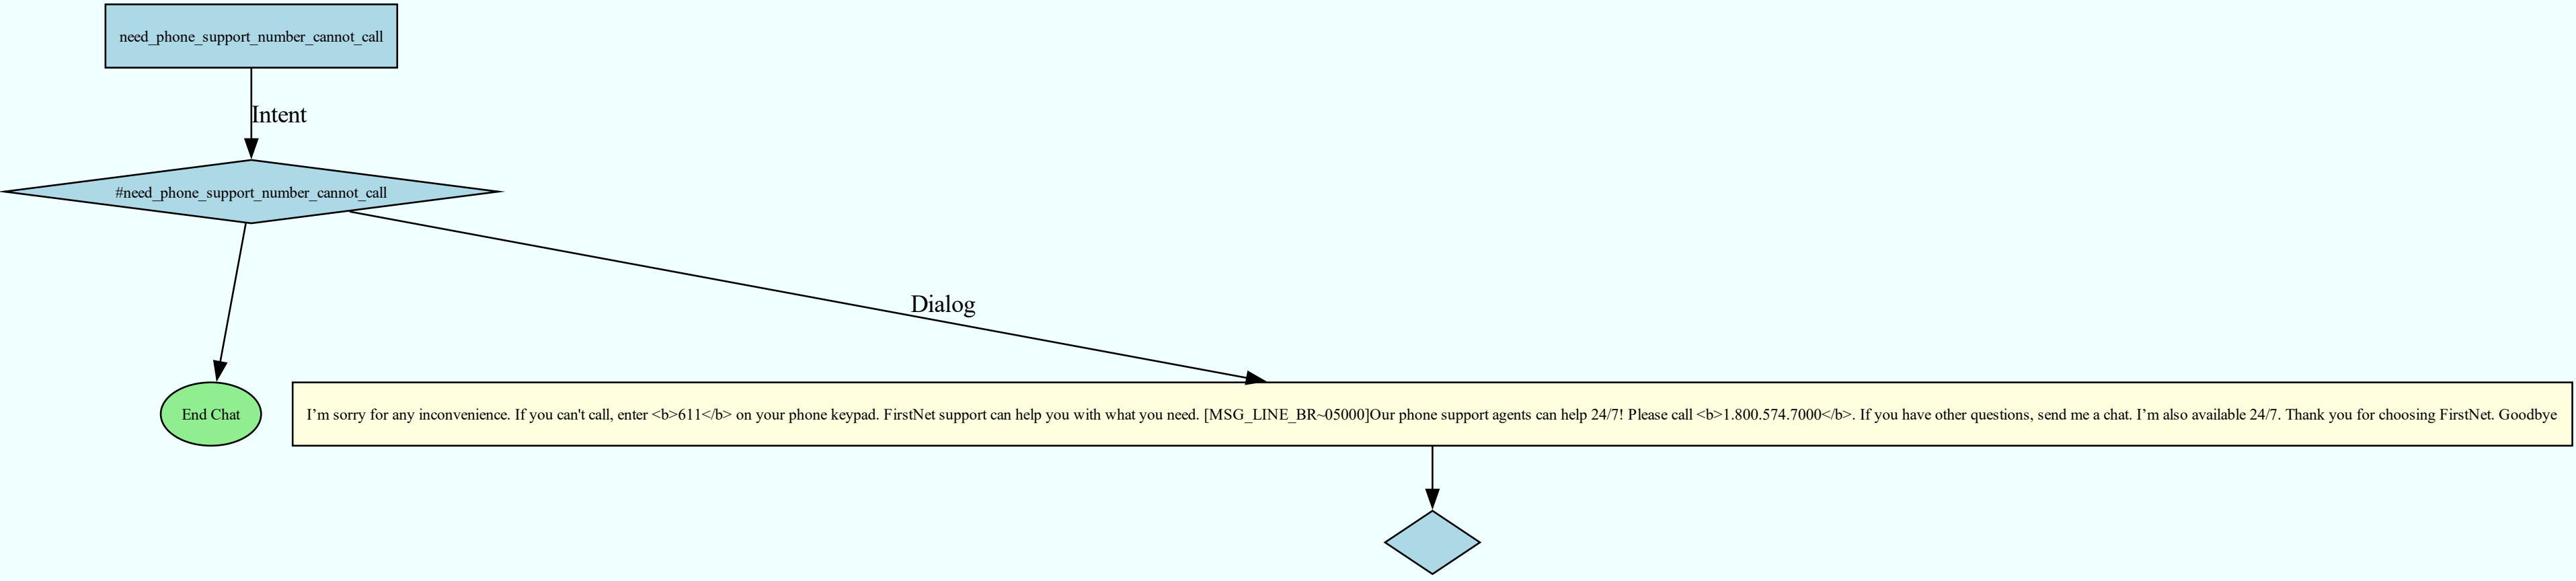 need_phone_support_number_cannot_call
Intent
#need_phone_support_number_cannot_call
Dialog
End Chat
I’m sorry for any inconvenience. If you can't call, enter <b>611</b> on your phone keypad. FirstNet support can help you with what you need. [MSG_LINE_BR~05000]Our phone support agents can help 24/7! Please call <b>1.800.574.7000</b>. If you have other questions, send me a chat. I’m also available 24/7. Thank you for choosing FirstNet. Goodbye